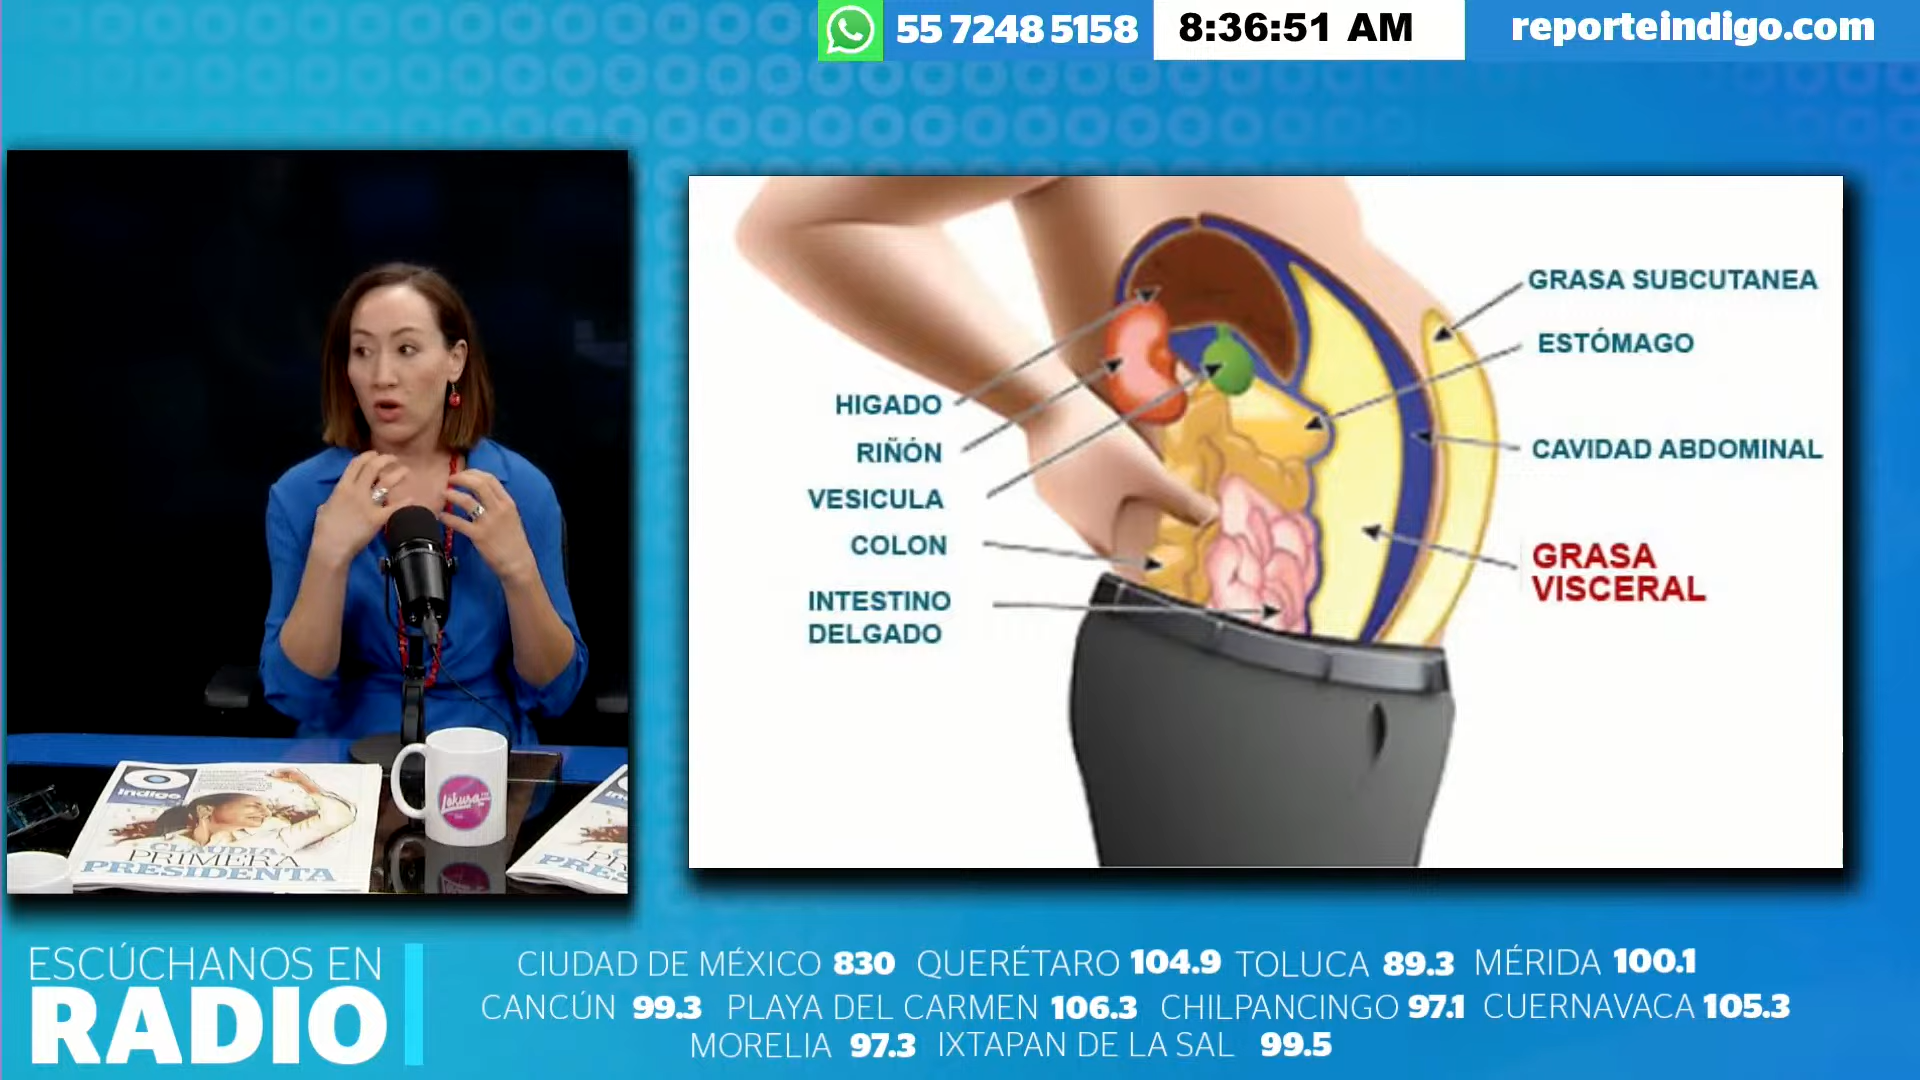 55 7248 5158
8:36:51 AM
reporteindigo.com
GRASA SUBCUTANEA
ESTÓMAGO
CAVIDAD ABDOMINAL
GRASA
VISCERAL
HIGADO
RIÑÓN
VESICULA
COLON
INTESTINO
DELGADO
indigo
CLAUDIA,
PRIMERA
PRESIDENTA
Lokura
PRES
ESCÚCHANOS EN
RADIO
CIUDAD DE MÉXICO 830 QUERÉTARO 104.9 TOLUCA 89.3 MÉRIDA 100.1
CANCÚN 99.3 PLAYA DEL CARMEN 106.3 CHILPANCINGO 97.1 CUERNAVACA 105.3
MORELIA 97.3 IXTAPAN DE LA SAL 99.5